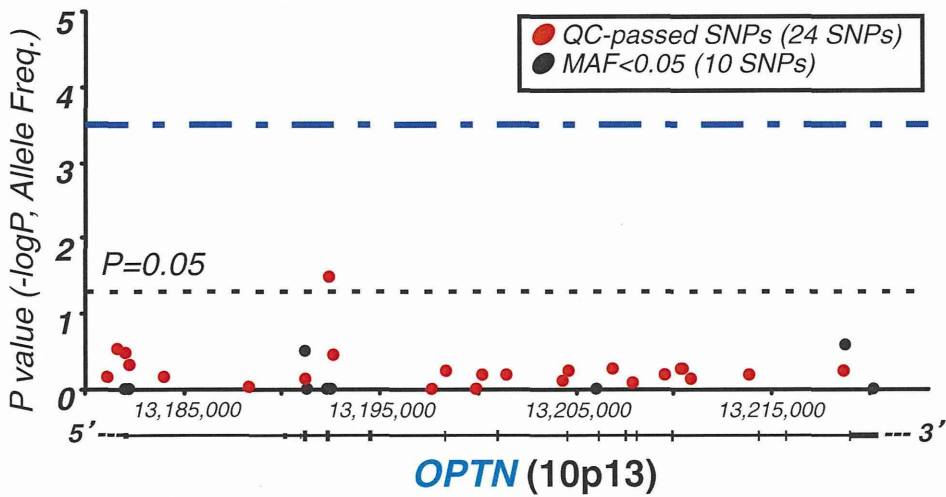 5
QC-passed SNPs (24 SNPs)
MAF<0.05 (10 SNPs)
4
3
2
P=0.05
1
0
P value (-logP, Allele Freq.)
13,185,000 13,195,000 13,205,000 13,215,000
5' 3'
OPTN (10p13)